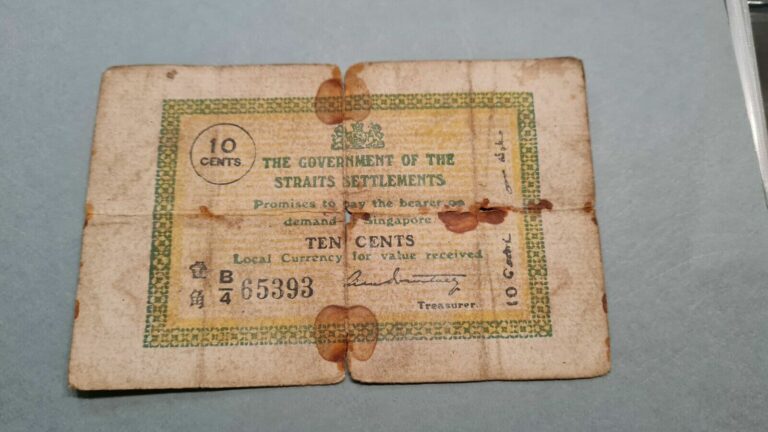 10
CENTS
THE GOVERNMENT OF THE
STRAITS SETTLEMENTS
Promises to pay the bearer on
demand Singapore
TEN CENTS
Local Currency for value received
壹角
B/4 65393
Treasurer